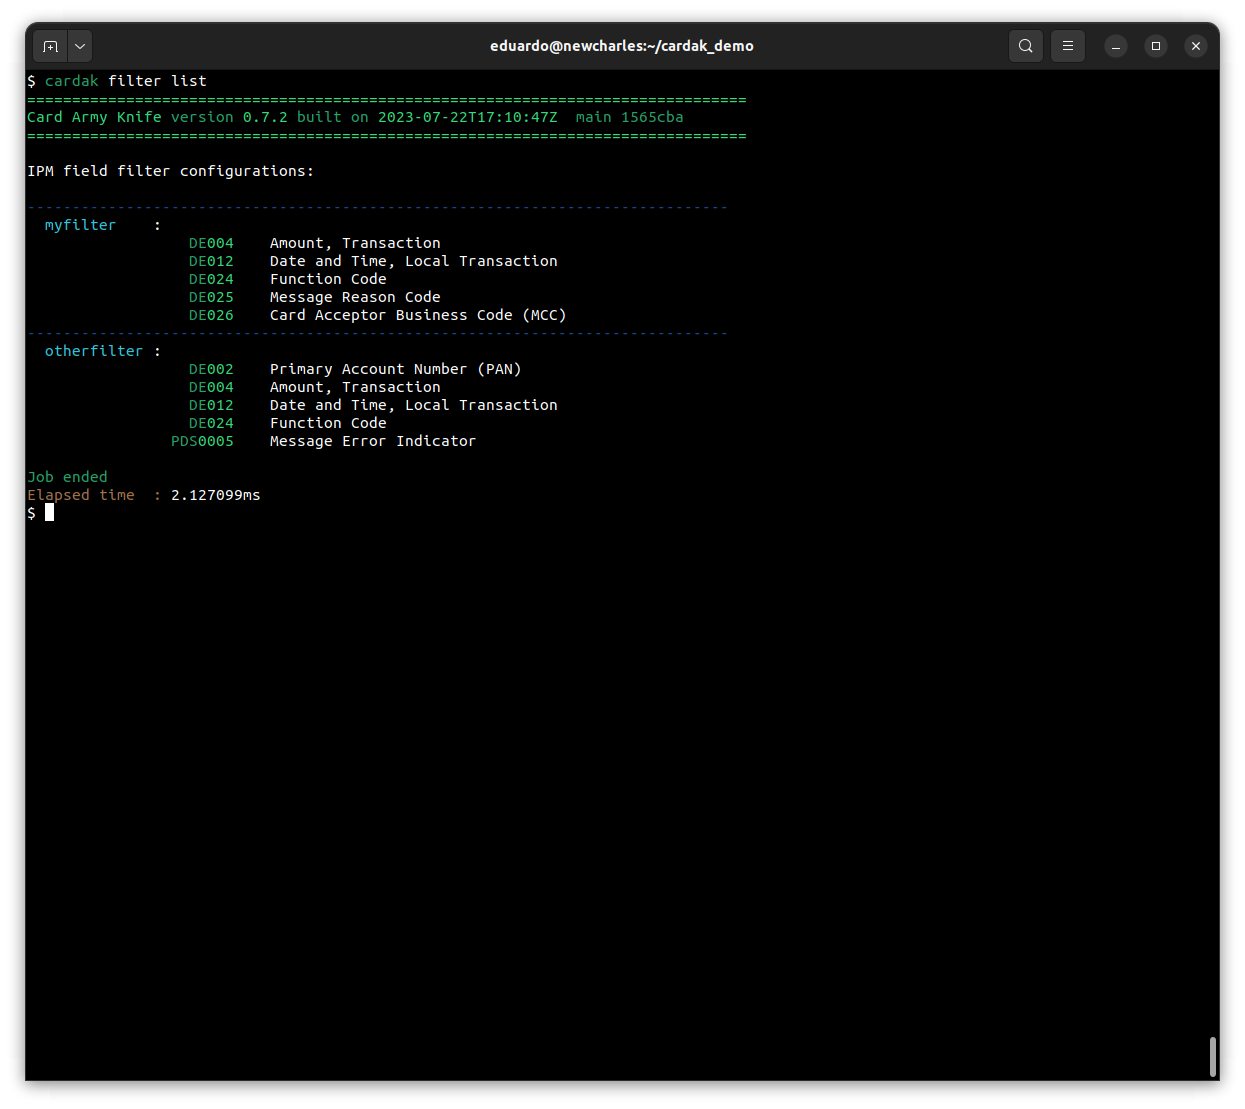 eduardo@newcharles:~/cardak_demo
$ cardak filter list
================================================================================
Card Army Knife version 0.7.2 built on 2023-07-22T17:10:47Z  main 1565cba
================================================================================
IPM field filter configurations:
------------------------------------------------------------------------------
  myfilter    :
                  DE004    Amount, Transaction
                  DE012    Date and Time, Local Transaction
                  DE024    Function Code
                  DE025    Message Reason Code
                  DE026    Card Acceptor Business Code (MCC)
------------------------------------------------------------------------------
  otherfilter :
                  DE002    Primary Account Number (PAN)
                  DE004    Amount, Transaction
                  DE012    Date and Time, Local Transaction
                  DE024    Function Code
                PDS0005    Message Error Indicator
Job ended
Elapsed time  : 2.127099ms
$